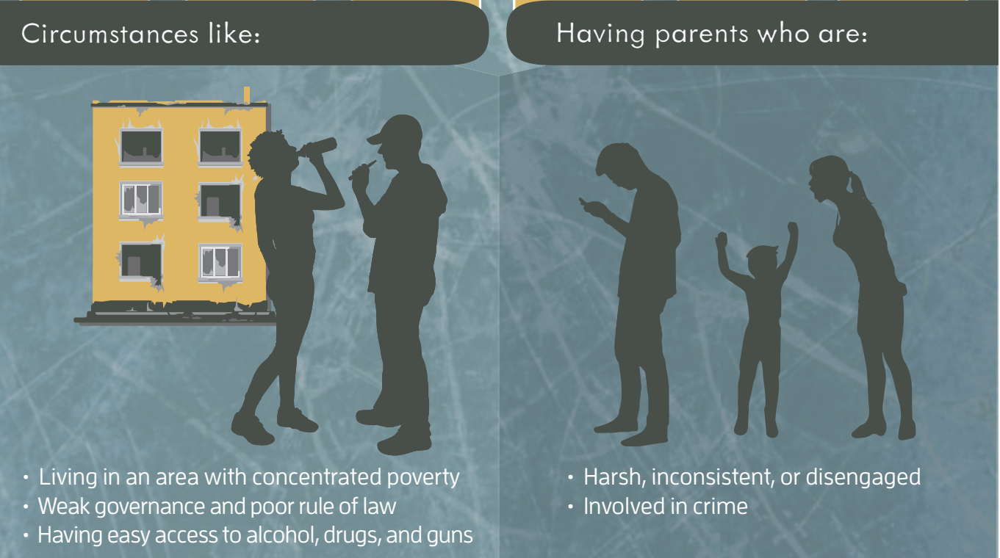 Circumstances like:
• Living in an area with concentrated poverty
• Weak governance and poor rule of law
• Having easy access to alcohol, drugs, and guns
Having parents who are:
• Harsh, inconsistent, or disengaged
• Involved in crime